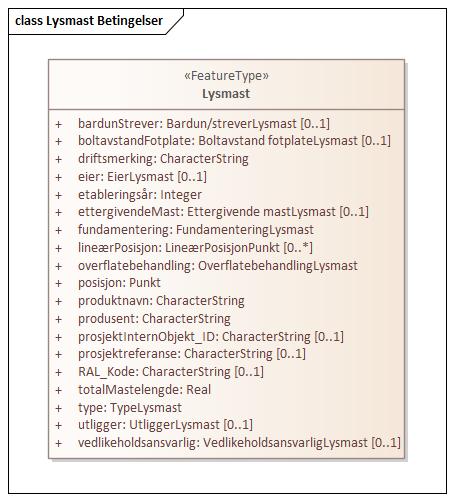 class Lysmast Betingelser
«FeatureType»
Lysmast
+ bardunStrever: Bardun/streverLysmast [0..1]
+ boltavstandFotplate: Boltavstand fotplateLysmast [0..1]
+ driftsmerking: CharacterString
+ eier: EierLysmast [0..1]
+ etableringsår: Integer
+ ettergivendeMast: Ettergivende mastLysmast [0..1]
+ fundamentering: FundamenteringLysmast
+ lineærPosisjon: LineærPosisjonPunkt [0..*]
+ overflatebehandling: OverflatebehandlingLysmast
+ posisjon: Punkt
+ produktnavn: CharacterString
+ produsent: CharacterString
+ prosjektInternObjekt_ID: CharacterString [0..1]
+ prosjektreferanse: CharacterString [0..1]
+ RAL_Kode: CharacterString [0..1]
+ totalMastelengde: Real
+ type: TypeLysmast
+ utligger: UtliggerLysmast [0..1]
+ vedlikeholdsansvarlig: VedlikeholdsansvarligLysmast [0..1]